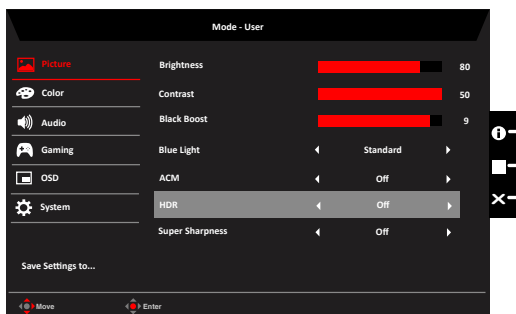 Mode - User
Picture
Color
Audio
Gaming
OSD
System
Save Settings to...
Brightness 80
Contrast 50
Black Boost 9
Blue Light Standard
ACM Off
HDR Off
Super Sharpness Off
Move Enter